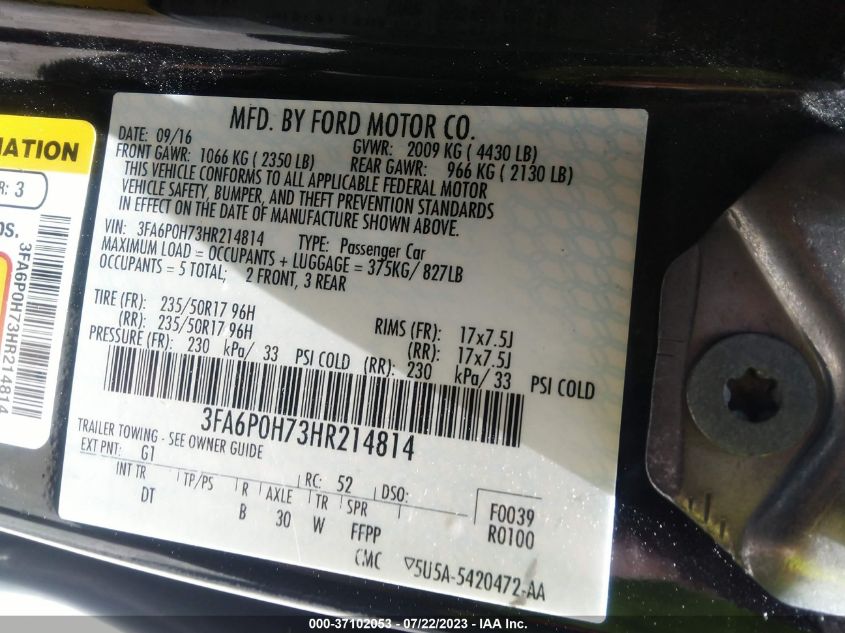 MFD. BY FORD MOTOR CO.
DATE: 09/16 GVWR: 2009 KG ( 4430 LB)
FRONT GAWR: 1066 KG ( 2350 LB) REAR GAWR: 966 KG ( 2130 LB)
THIS VEHICLE CONFORMS TO ALL APPLICABLE FEDERAL MOTOR
VEHICLE SAFETY, BUMPER, AND THEFT PREVENTION STANDARDS
IN EFFECT ON THE DATE OF MANUFACTURE SHOWN ABOVE.
VIN: 3FA6P0H73HR214814 TYPE: Passenger Car
MAXIMUM LOAD = OCCUPANTS + LUGGAGE = 375KG/ 827LB
OCCUPANTS = 5 TOTAL; 2 FRONT, 3 REAR
TIRE (FR): 235/50R17 96H RIMS (FR): 17x7.5J
(RR): 235/50R17 96H (RR): 17x7.5J
PRESSURE (FR): 230 kPa/ 33 PSI COLD (RR): 230 kPa/ 33 PSI COLD
3FA6P0H73HR214814
TRAILER TOWING - SEE OWNER GUIDE
EXT PNT: G1 RC: 52 DSO:
INT TR TP/PS R AXLE TR SPR F0039
DT B 30 W FFPP R0100
CMC ▽5U5A-5420472-AA
MATION
R: 3
os.
3FA6P0H73HR214814
000-37102053 - 07/22/2023 - IAA Inc.